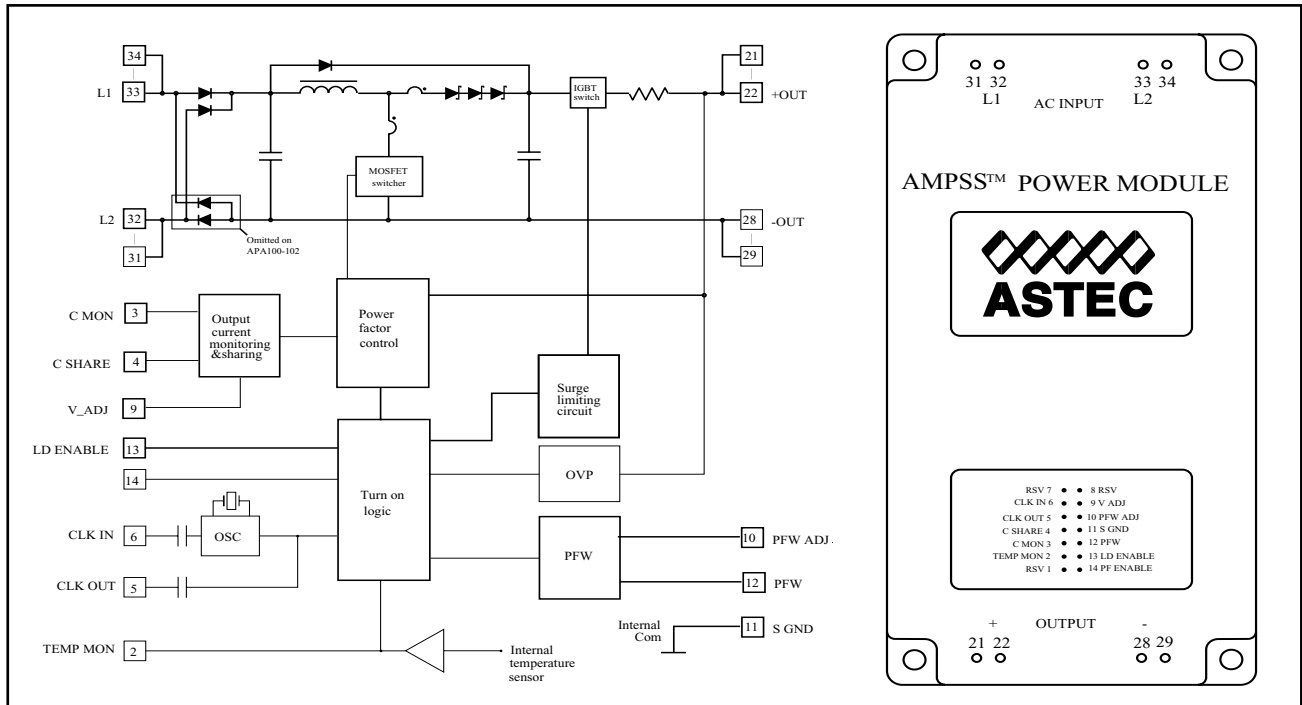 34
L1 33
32
L2
31
Omitted on
APA100-102
MOSFET
switcher
IGBT
switch
21
22 +OUT
28 -OUT
29
C MON 3
C SHARE 4
V_ADJ 9
LD ENABLE 13
14
CLK IN 6
CLK OUT 5
TEMP MON 2
Output
current
monitoring
&sharing
Power
factor
control
Turn on
logic
OSC
Surge
limiting
circuit
OVP
PFW
10 PFW ADJ.
12 PFW
Internal
Com
11 S GND
Internal
temperature
sensor
31 32
L1
AC INPUT
33 34
L2
AMPSS™ POWER MODULE
ASTEC
RSV 7 8 RSV
CLK IN 6 9 V ADJ
CLK OUT 5 10 PFW ADJ
C SHARE 4 11 S GND
C MON 3 12 PFW
TEMP MON 2 13 LD ENABLE
RSV 1 14 PF ENABLE
+ OUTPUT -
21 22 28 29